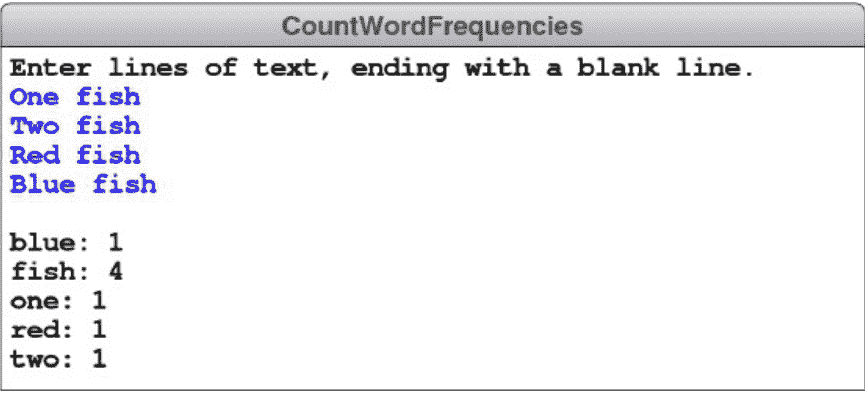 CountWordFrequencies
Enter lines of text, ending with a blank line.
One fish
Two fish
Red fish
Blue fish
blue: 1
fish: 4
one: 1
red: 1
two: 1